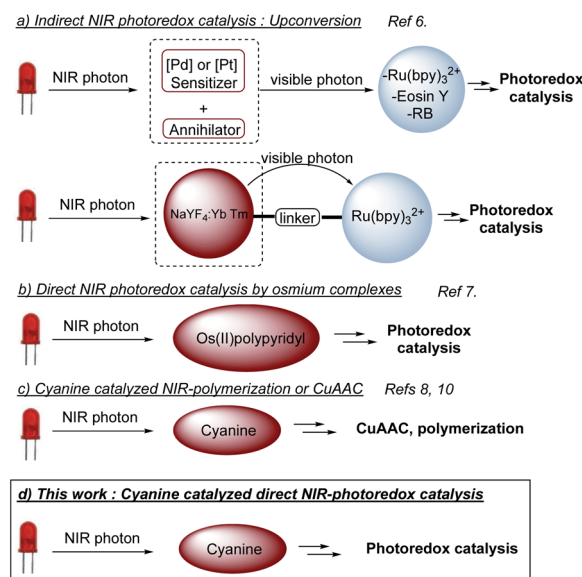 a) Indirect NIR photoredox catalysis : Upconversion Ref 6.
NIR photon
[Pd] or [Pt]
Sensitizer
+
Annihilator
visible photon
-Ru(bpy)₃²⁺
-Eosin Y
-RB
Photoredox
catalysis
NIR photon
NaYF₄:Yb Tm
visible photon
linker
Ru(bpy)₃²⁺
Photoredox
catalysis
b) Direct NIR photoredox catalysis by osmium complexes Ref 7.
NIR photon
Os(II)polypyridyl
Photoredox
catalysis
c) Cyanine catalyzed NIR-polymerization or CuAAC Refs 8, 10
NIR photon
Cyanine
CuAAC, polymerization
d) This work : Cyanine catalyzed direct NIR-photoredox catalysis
NIR photon
Cyanine
Photoredox catalysis